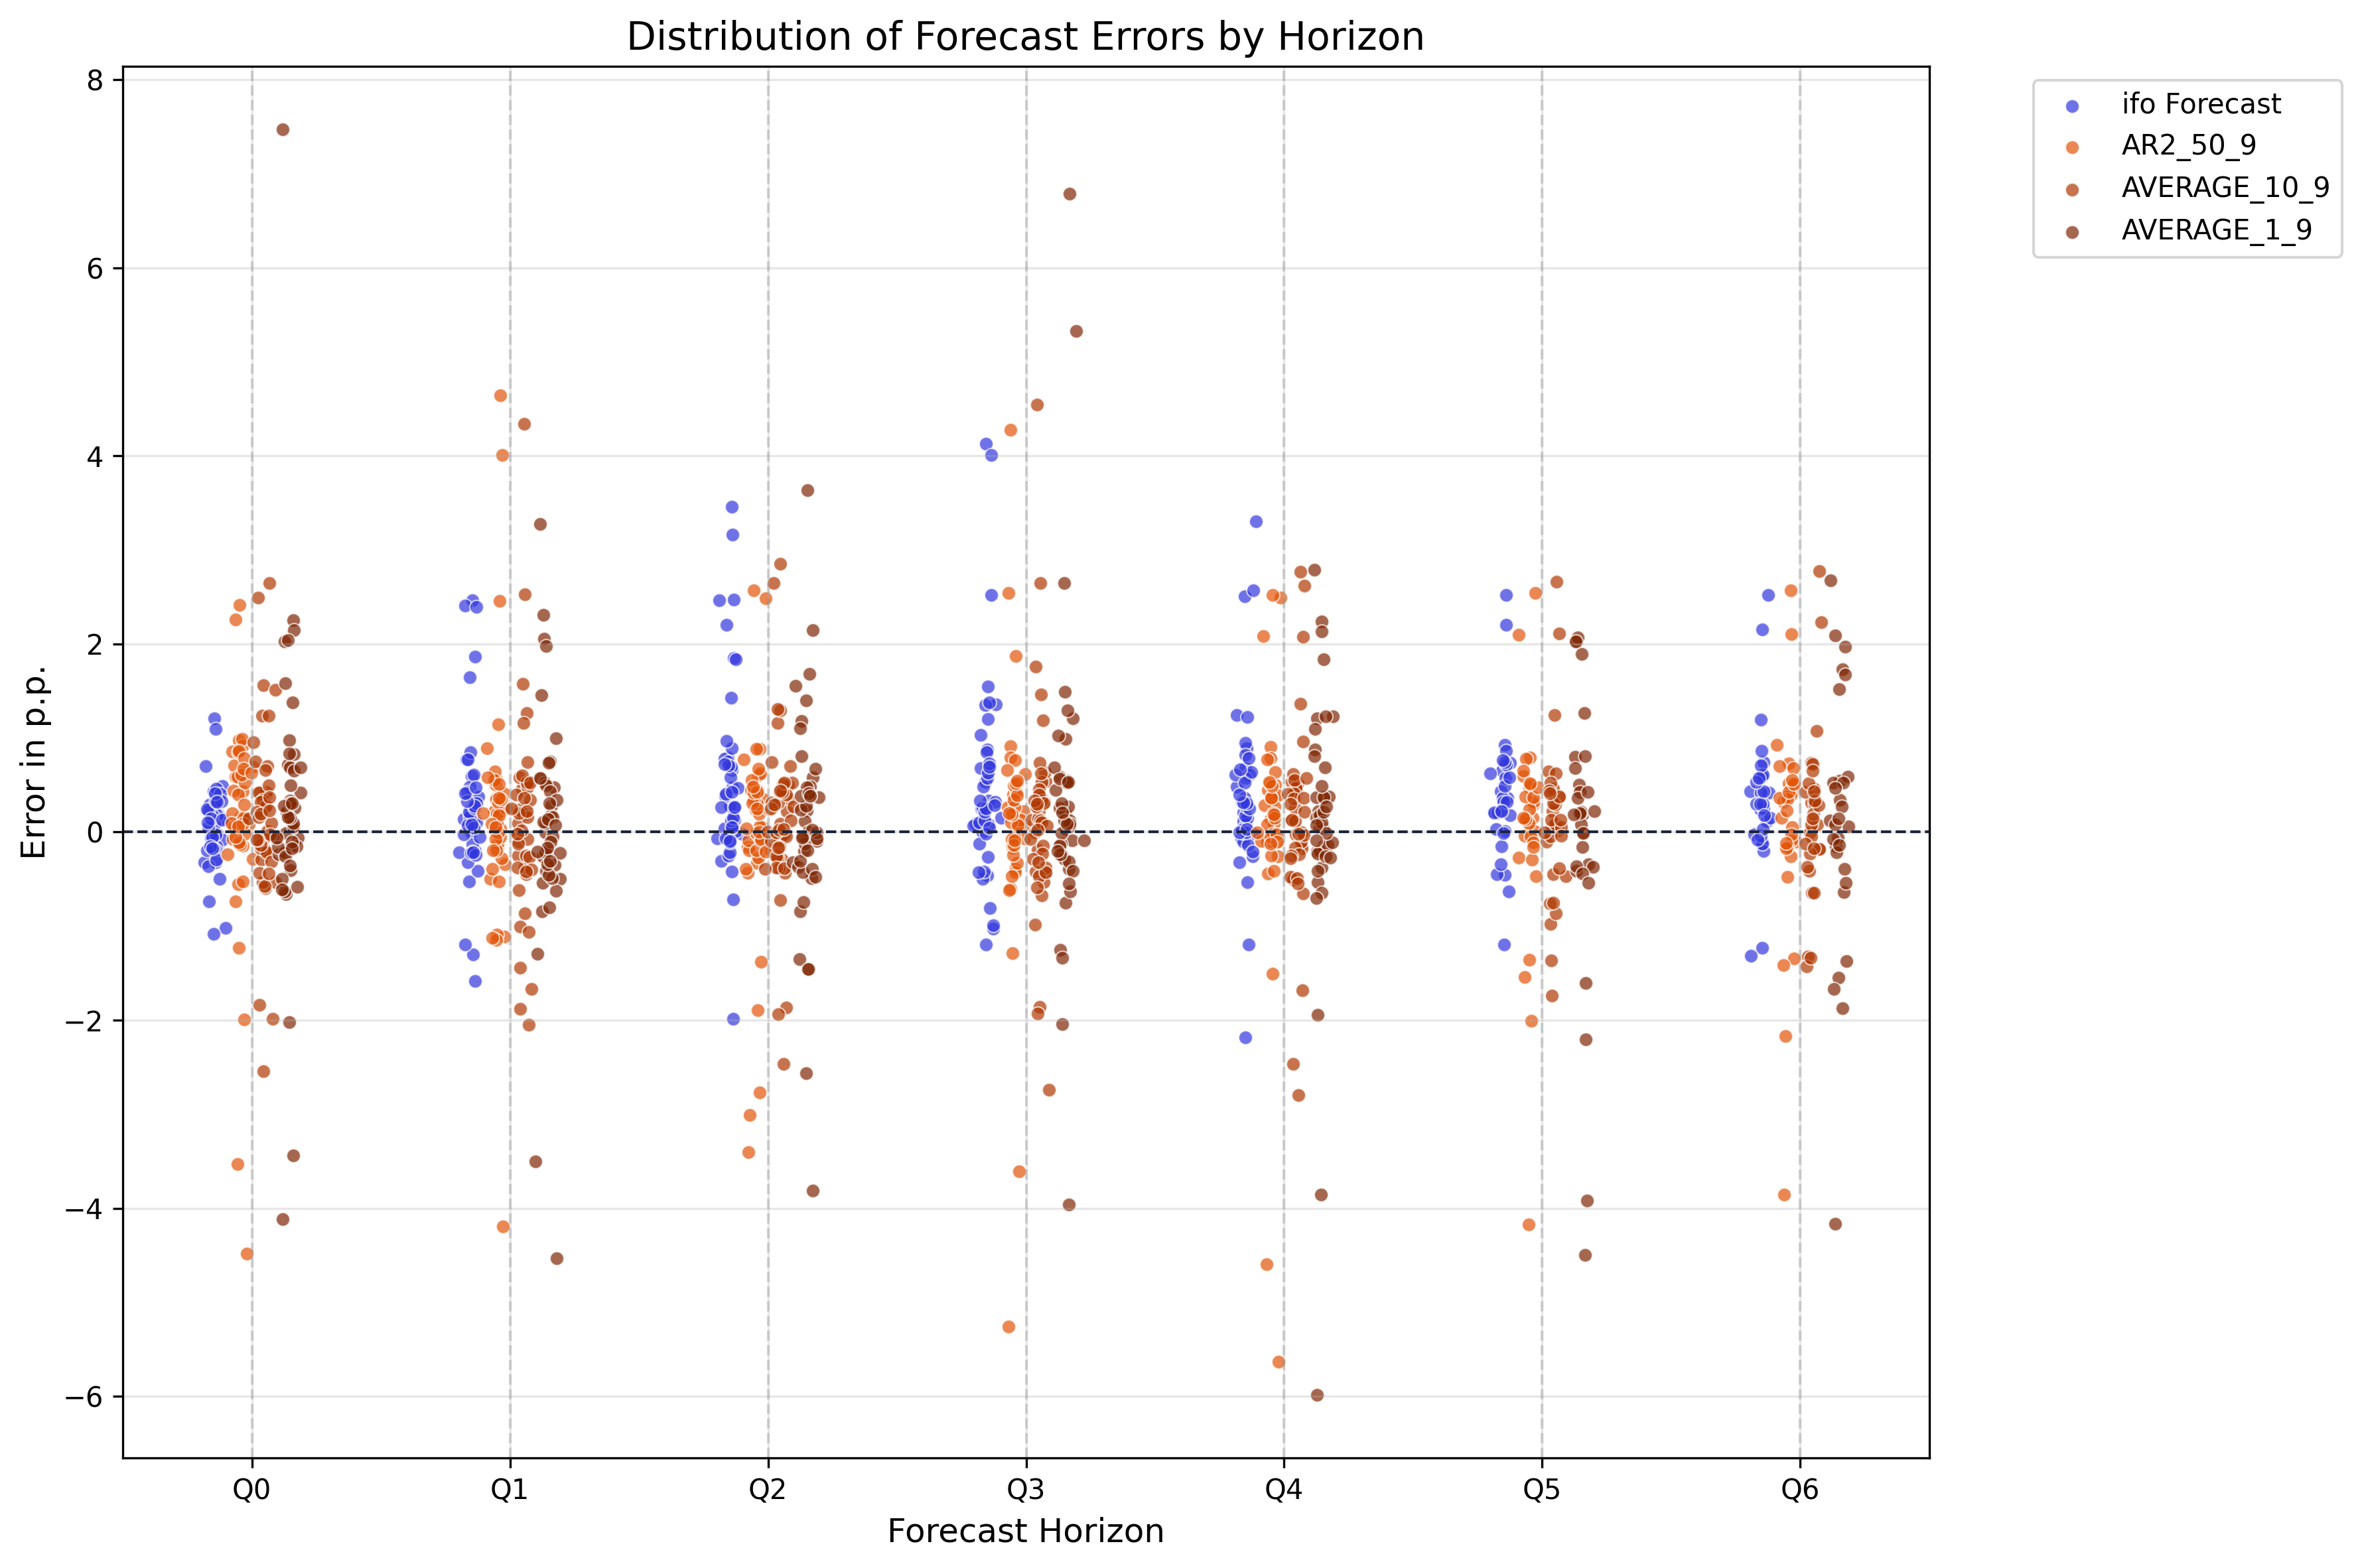 Distribution of Forecast Errors by Horizon
Error in p.p.
8
6
4
2
0
−2
−4
−6
Q0 Q1 Q2 Q3 Q4 Q5 Q6
Forecast Horizon
ifo Forecast
AR2_50_9
AVERAGE_10_9
AVERAGE_1_9